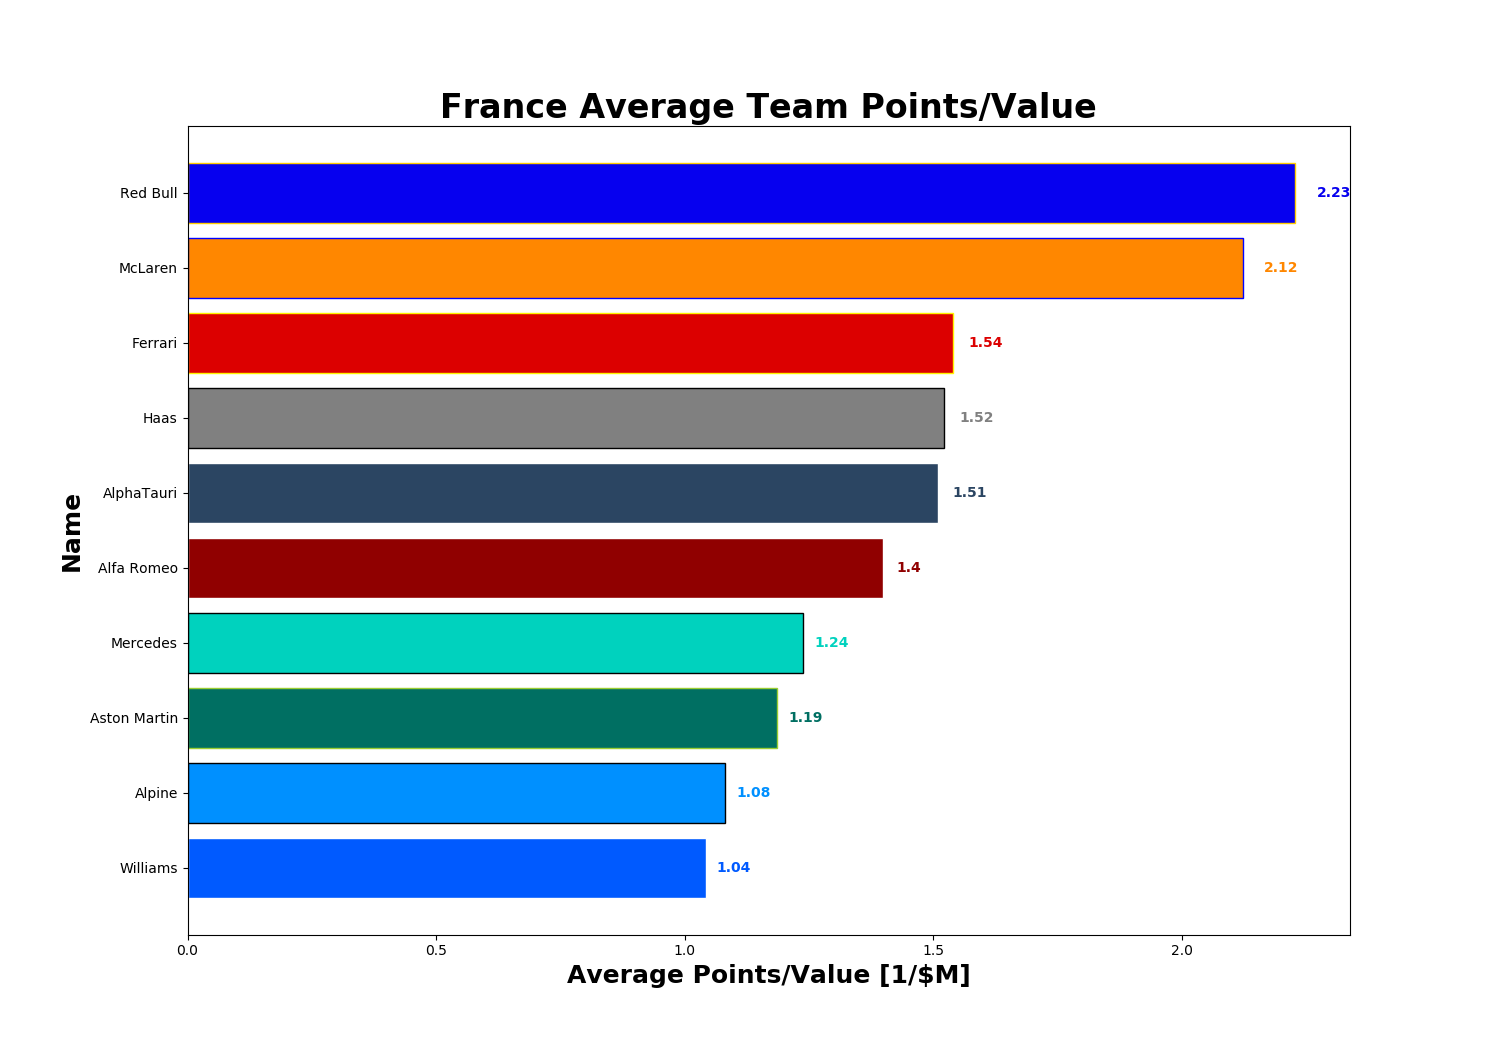 France Average Team Points/Value
Red Bull 2.23
McLaren 2.12
Ferrari 1.54
Haas 1.52
AlphaTauri 1.51
Alfa Romeo 1.4
Mercedes 1.24
Aston Martin 1.19
Alpine 1.08
Williams 1.04
Name
0.0 0.5 1.0 1.5 2.0
Average Points/Value [1/$M]